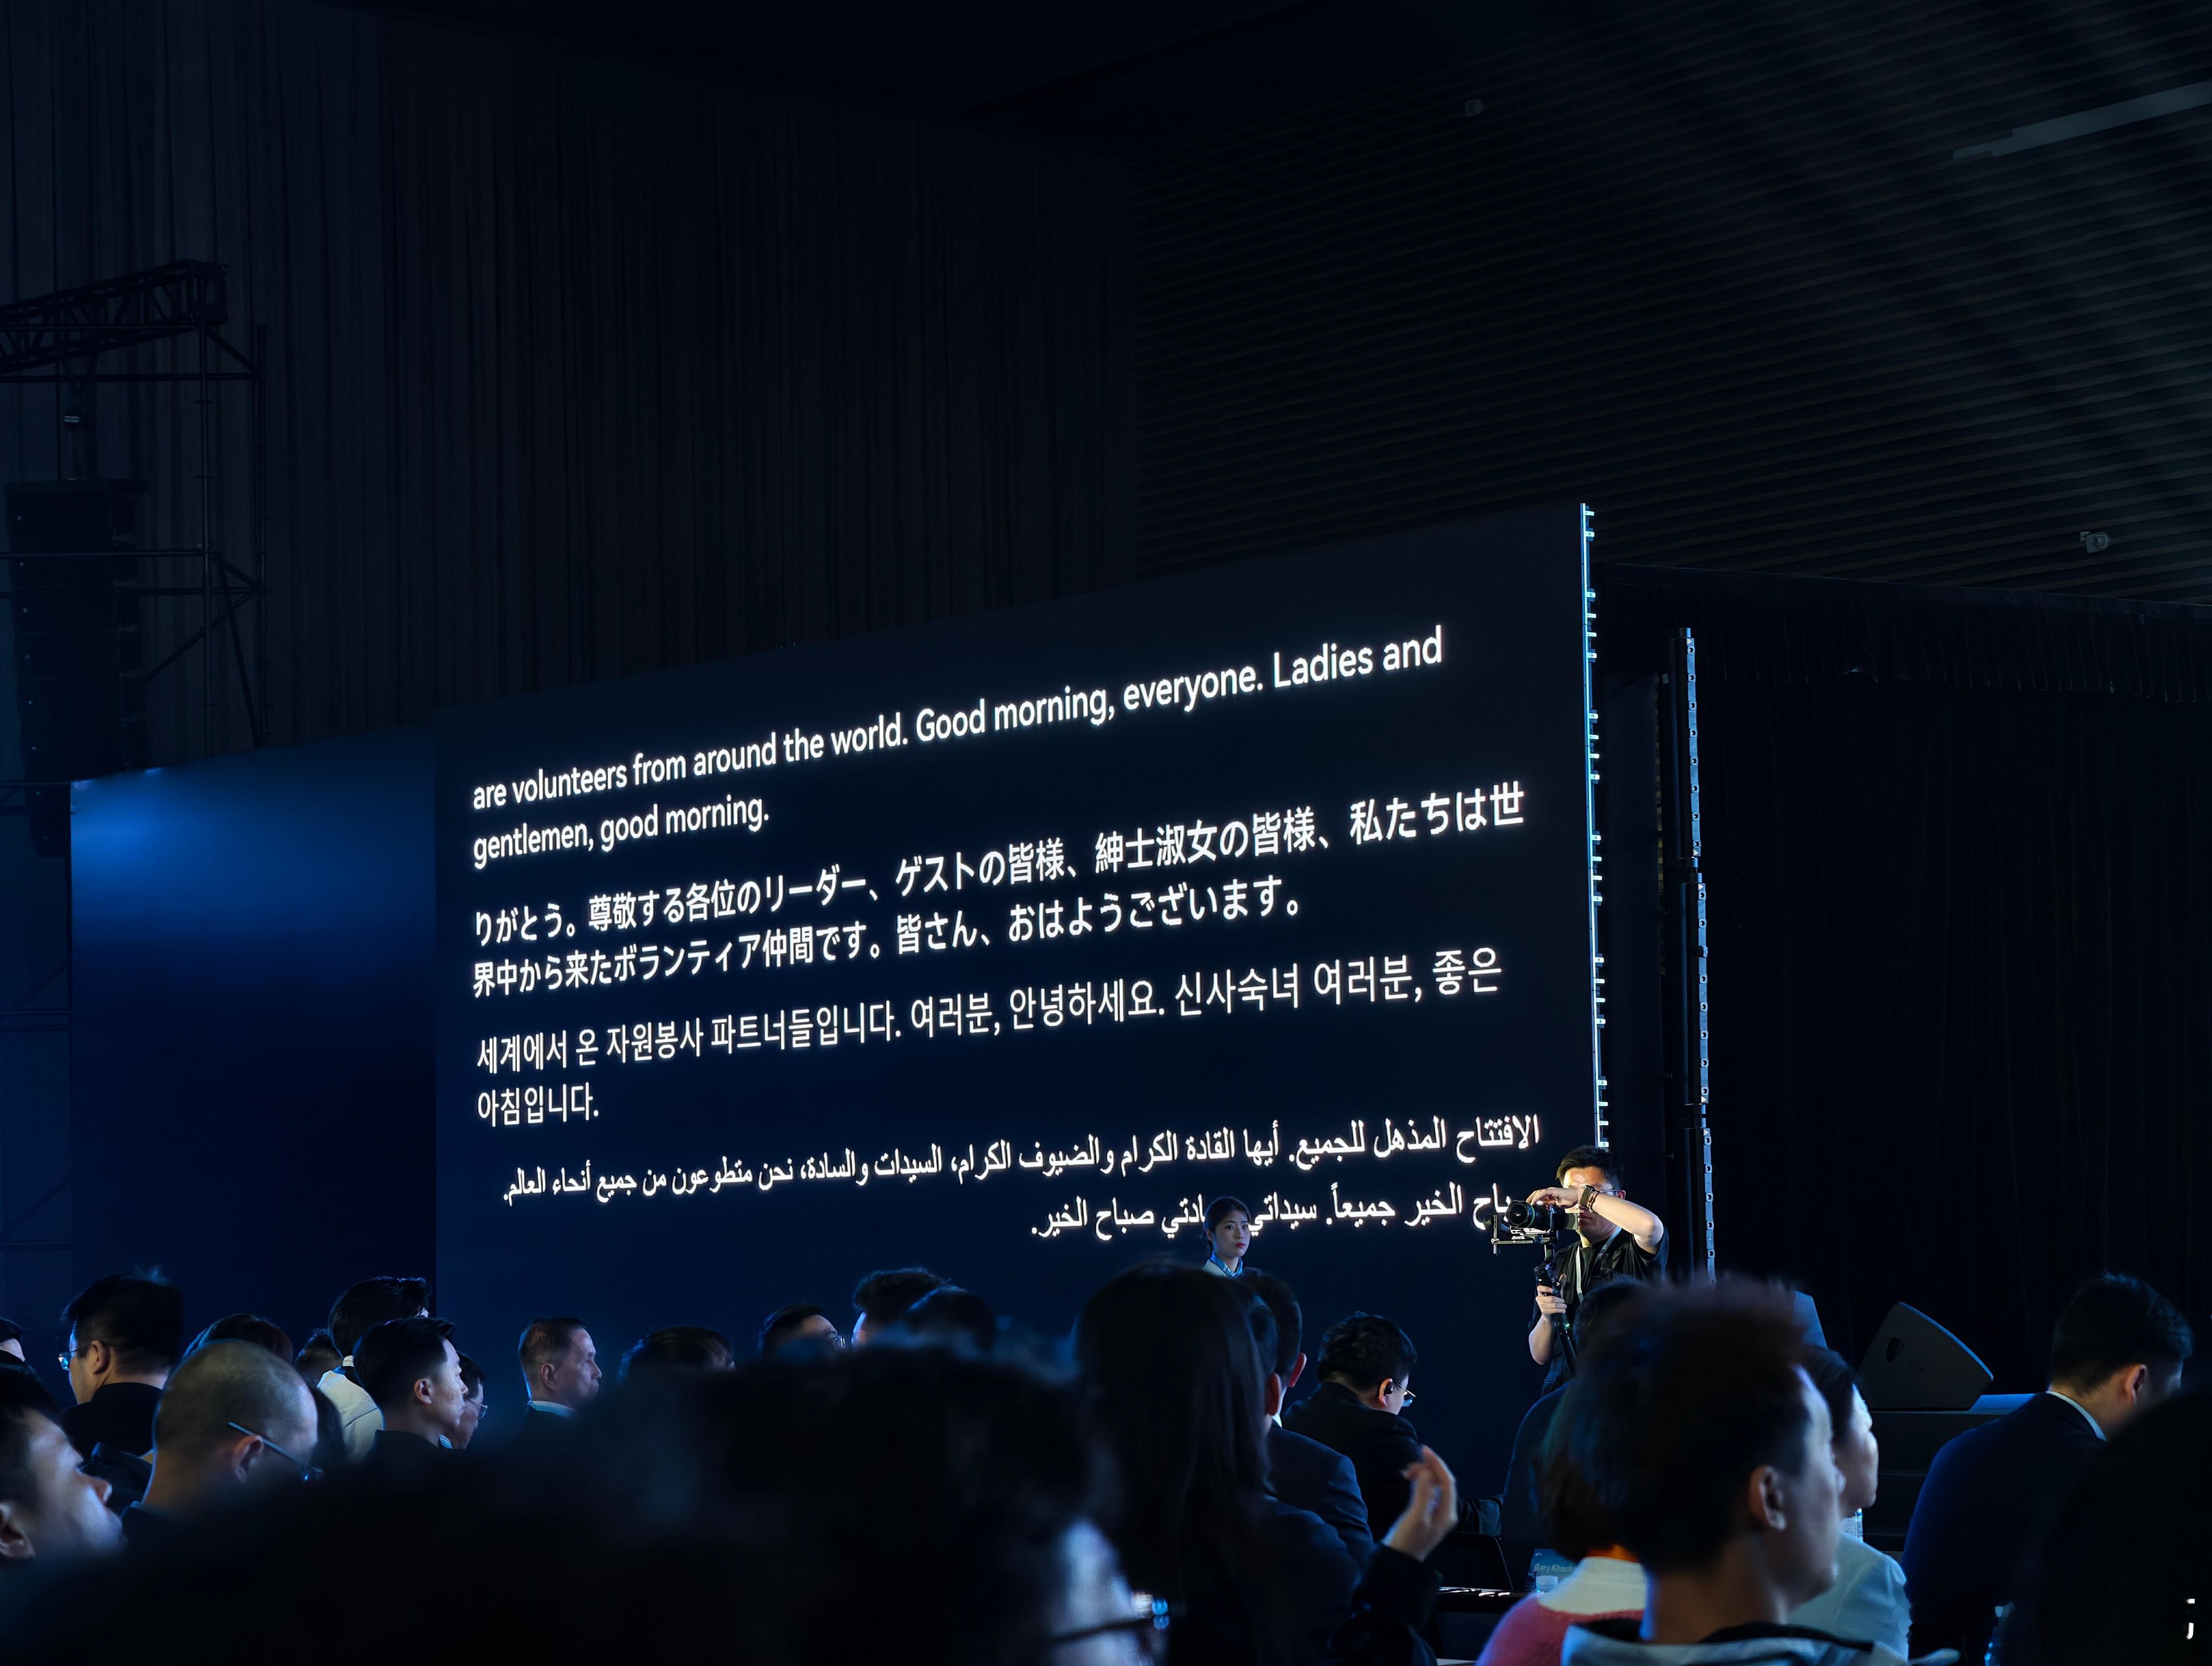 are volunteers from around the world. Good morning, everyone. Ladies and
gentlemen, good morning.
りがとう。尊敬する各位のリーダー、ゲストの皆様、紳士淑女の皆様、私たちは世
界中から来たボランティア仲間です。皆さん、おはようございます。
세계에서 온 자원봉사 파트너들입니다. 여러분, 안녕하세요. 신사숙녀 여러분, 좋은
아침입니다.
الافتتاح المذهل للجميع. أيها القادة الكرام والضيوف الكرام، السيدات والسادة، نحن متطوعون من جميع أنحاء العالم.
الخير جميعاً. سيداتي صباح الخير.